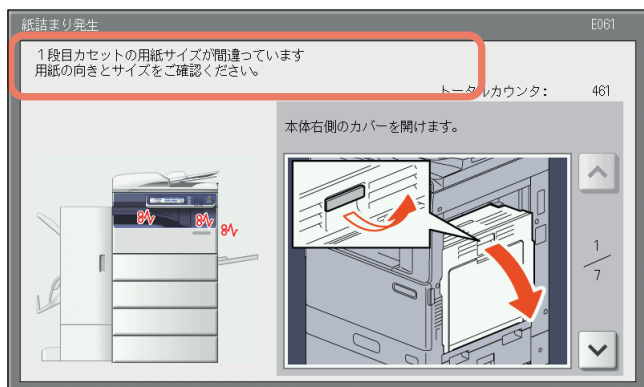 紙詰まり発生 E061
1段目カセットの用紙サイズが間違っています
用紙の向きとサイズをご確認ください。
トータルカウンタ: 461
本体右側のカバーを開けます。
1
7